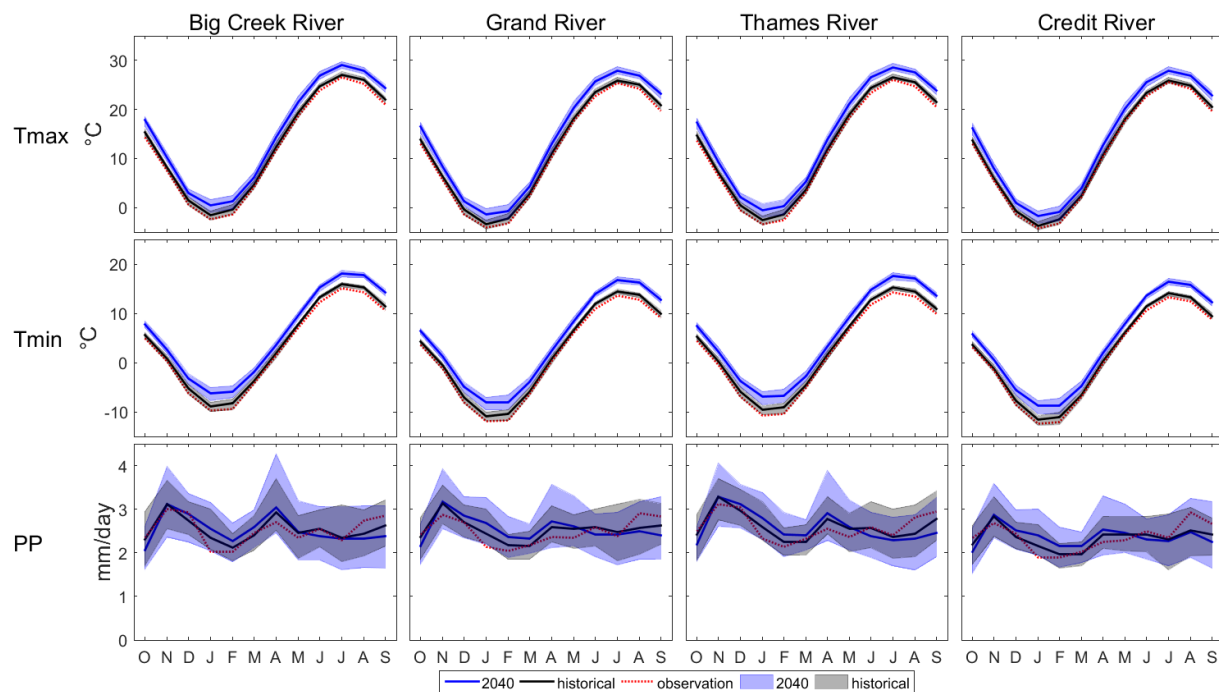 Big Creek River Grand River Thames River Credit River
Tmax °C 30 20 10 0
Tmin °C 20 10 0 -10
PP mm/day 4 3 2 1 0
O N D J F M A M J J A S O N D J F M A M J J A S O N D J F M A M J J A S O N D J F M A M J J A S
2040 historical observation 2040 historical